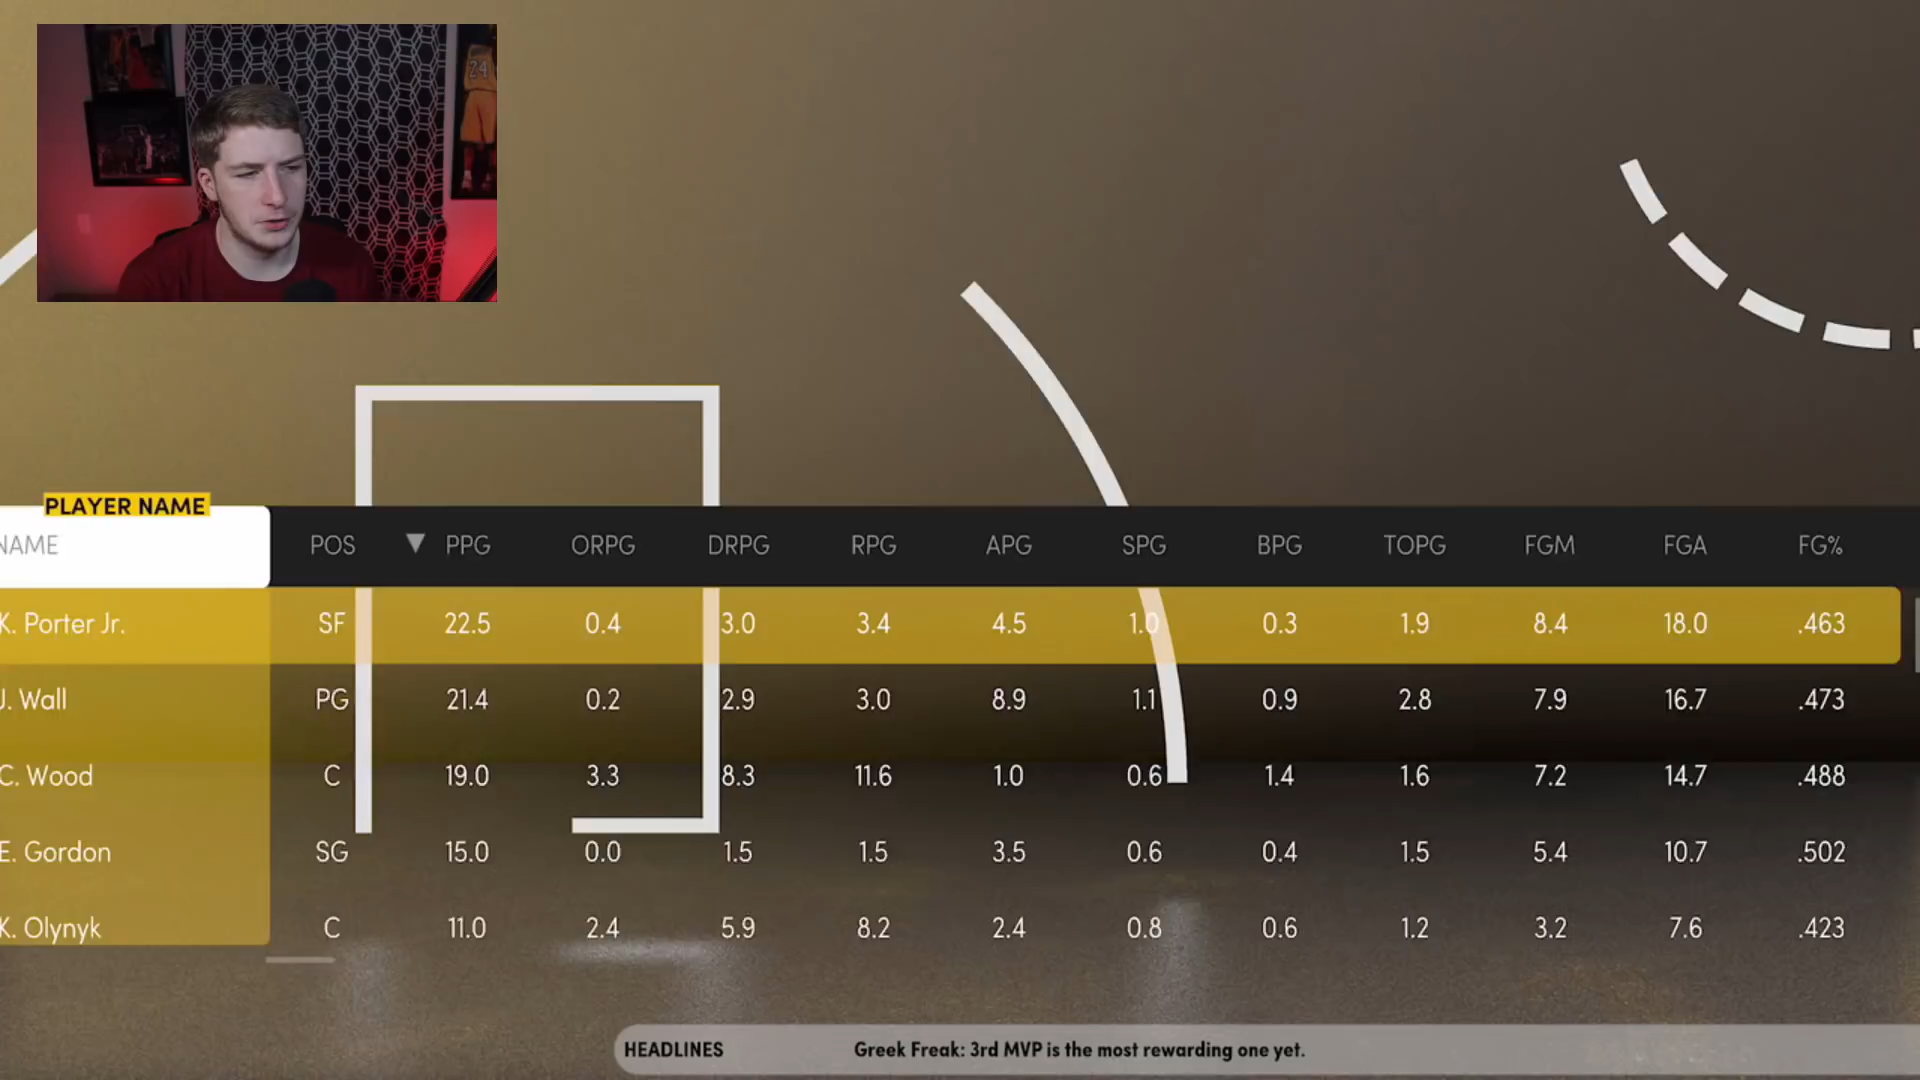 24
PLAYER NAME
NAME POS ▼ PPG ORPG DRPG RPG APG SPG BPG TOPG FGM FGA FG%
K. Porter Jr. SF 22.5 0.4 3.0 3.4 4.5 1.0 0.3 1.9 8.4 18.0 .463
J. Wall PG 21.4 0.2 2.9 3.0 8.9 1.1 0.9 2.8 7.9 16.7 .473
C. Wood C 19.0 3.3 8.3 11.6 1.0 0.6 1.4 1.6 7.2 14.7 .488
E. Gordon SG 15.0 0.0 1.5 1.5 3.5 0.6 0.4 1.5 5.4 10.7 .502
K. Olynyk C 11.0 2.4 5.9 8.2 2.4 0.8 0.6 1.2 3.2 7.6 .423
HEADLINES Greek Freak: 3rd MVP is the most rewarding one yet.